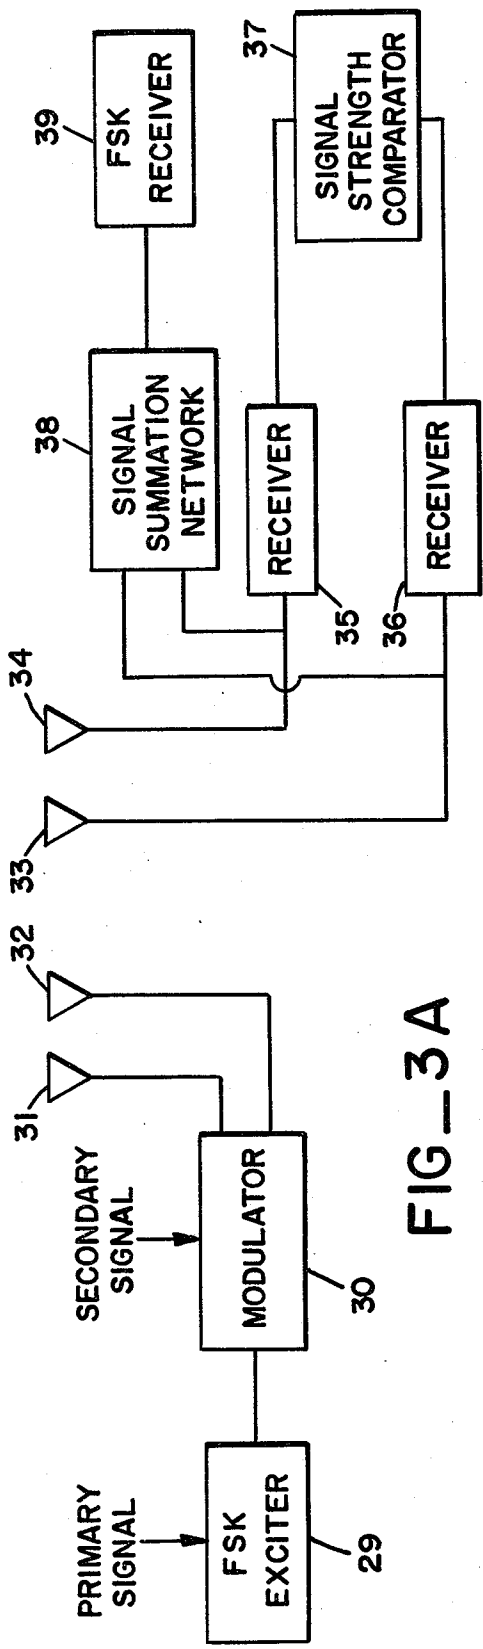 PRIMARY
SIGNAL
FSK
EXCITER
29
SECONDARY
SIGNAL
MODULATOR
30
31
32
33
34
SIGNAL
SUMMATION
NETWORK
38
FSK
RECEIVER
39
RECEIVER
35
RECEIVER
36
SIGNAL
STRENGTH
COMPARATOR
37
FIG_3A